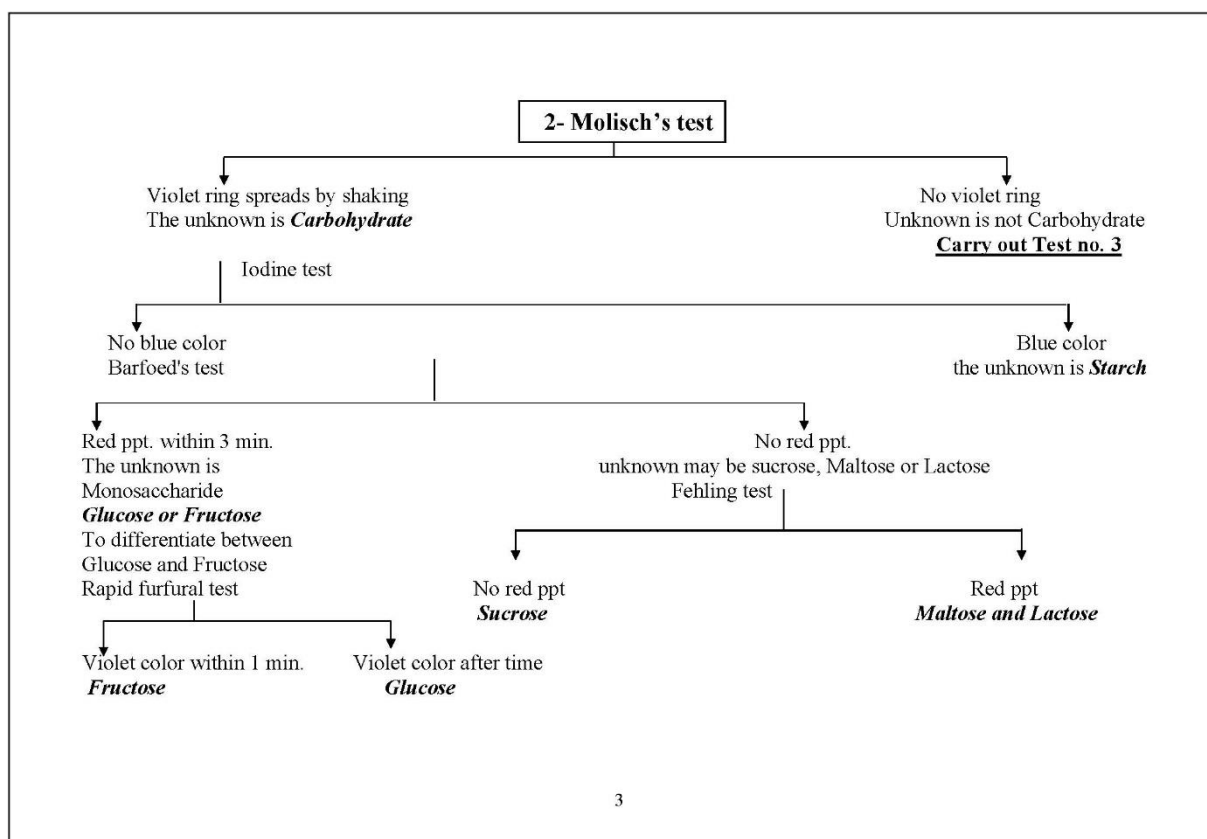 2- Molisch’s test
Violet ring spreads by shaking
The unknown is Carbohydrate
No violet ring
Unknown is not Carbohydrate
Carry out Test no. 3
Iodine test
No blue color
Barfoed's test
Blue color
the unknown is Starch
Red ppt. within 3 min.
The unknown is
Monosaccharide
Glucose or Fructose
To differentiate between
Glucose and Fructose
Rapid furfural test
No red ppt.
unknown may be sucrose, Maltose or Lactose
Fehling test
No red ppt
Sucrose
Red ppt
Maltose and Lactose
Violet color within 1 min.
Fructose
Violet color after time
Glucose
3